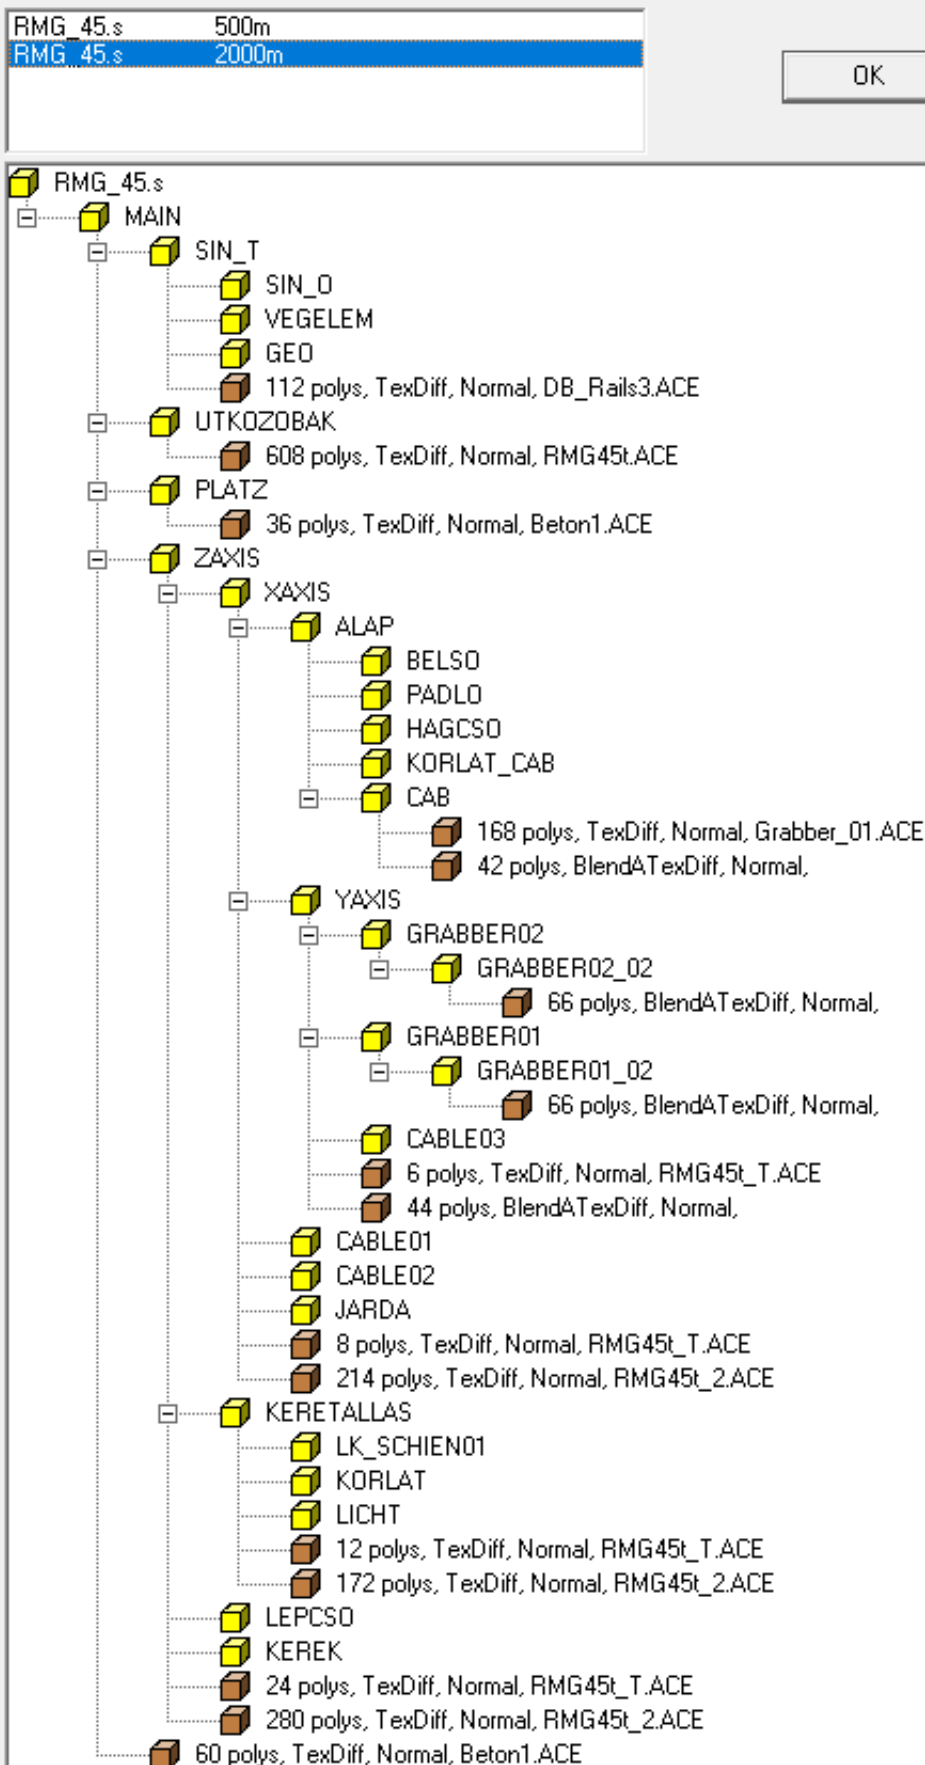 RMG_45.s 500m
RMG_45.s 2000m
OK
RMG_45.s
MAIN
SIN_T
SIN_O
VEGELEM
GEO
112 polys, TexDiff, Normal, DB_Rails3.ACE
UTKOZOBAK
608 polys, TexDiff, Normal, RMG45t.ACE
PLATZ
36 polys, TexDiff, Normal, Beton1.ACE
ZAXIS
XAXIS
ALAP
BELSO
PADLO
HAGCSO
KORLAT_CAB
CAB
168 polys, TexDiff, Normal, Grabber_01.ACE
42 polys, BlendATexDiff, Normal,
YAXIS
GRABBER02
GRABBER02_02
66 polys, BlendATexDiff, Normal,
GRABBER01
GRABBER01_02
66 polys, BlendATexDiff, Normal,
CABLE03
6 polys, TexDiff, Normal, RMG45t_T.ACE
44 polys, BlendATexDiff, Normal,
CABLE01
CABLE02
JARDA
8 polys, TexDiff, Normal, RMG45t_T.ACE
214 polys, TexDiff, Normal, RMG45t_2.ACE
KERETALLAS
LK_SCHIEN01
KORLAT
LICHT
12 polys, TexDiff, Normal, RMG45t_T.ACE
172 polys, TexDiff, Normal, RMG45t_2.ACE
LEPCSO
KEREK
24 polys, TexDiff, Normal, RMG45t_T.ACE
280 polys, TexDiff, Normal, RMG45t_2.ACE
60 polys, TexDiff, Normal, Beton1.ACE